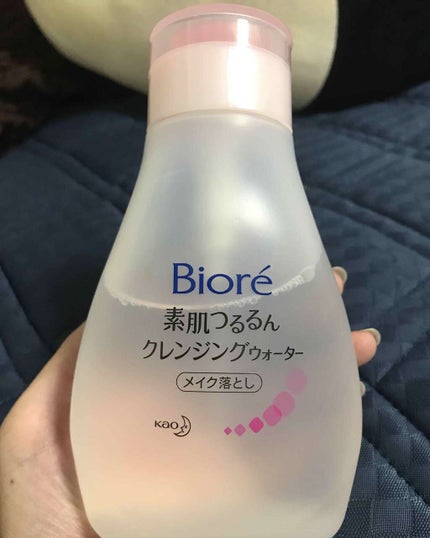 Bioré
素肌つるるん
クレンジングウォーター
メイク落とし
Kao